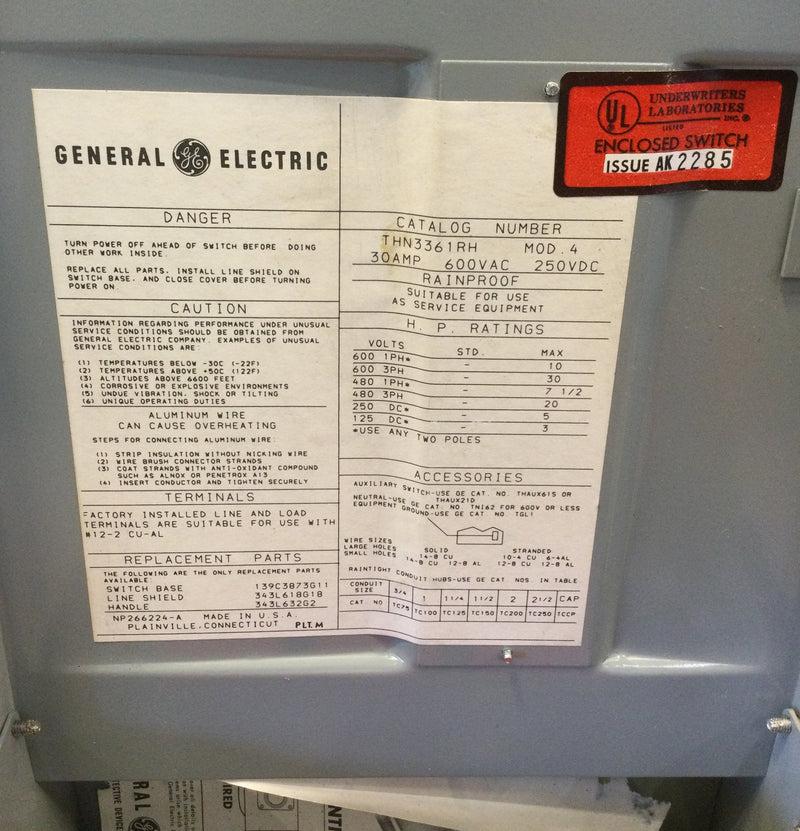 GENERAL GE ELECTRIC
DANGER
TURN POWER OFF AHEAD OF SWITCH BEFORE DOING
OTHER WORK INSIDE.
REPLACE ALL PARTS, INSTALL LINE SHIELD ON
SWITCH BASE, AND CLOSE COVER BEFORE TURNING
POWER ON
CAUTION
INFORMATION REGARDING PERFORMANCE UNDER UNUSUAL
SERVICE CONDITIONS SHOULD BE OBTAINED FROM
GENERAL ELECTRIC COMPANY. EXAMPLES OF UNUSUAL
SERVICE CONDITIONS ARE:
(1) TEMPERATURES BELOW -30C (-22F)
(2) TEMPERATURES ABOVE +50C (122F)
(3) ALTITUDES ABOVE 6600 FEET
(4) CORROSIVE OR EXPLOSIVE ENVIRONMENTS
(5) UNDUE VIBRATION, SHOCK OR TILTING
(6) UNIQUE OPERATING DUTIES
ALUMINUM WIRE
CAN CAUSE OVERHEATING
STEPS FOR CONNECTING ALUMINUM WIRE:
(1) STRIP INSULATION WITHOUT NICKING WIRE
(2) WIRE BRUSH CONNECTOR STRANDS
(3) COAT STRANDS WITH ANTI-OXIDANT COMPOUND
SUCH AS ALNOX OR PENETROX A13
(4) INSERT CONDUCTOR AND TIGHTEN SECURELY
TERMINALS
FACTORY INSTALLED LINE AND LOAD
TERMINALS ARE SUITABLE FOR USE WITH
#12-2 CU-AL
REPLACEMENT PARTS
THE FOLLOWING ARE THE ONLY REPLACEMENT PARTS
AVAILABLE:
SWITCH BASE 139C3873G11
LINE SHIELD 343L618G18
HANDLE 343L632G2
NP266224-A MADE IN U.S.A.
PLAINVILLE, CONNECTICUT PLT. M
UL UNDERWRITERS
LABORATORIES
INC. ®
LISTED
ENCLOSED SWITCH
ISSUE AK 2285
CATALOG NUMBER
THN3361RH MOD. 4
30AMP 600VAC 250VDC
RAINPROOF
SUITABLE FOR USE
AS SERVICE EQUIPMENT
H. P. RATINGS
VOLTS STD. MAX
600 1PH* - 10
600 3PH - 30
480 1PH* - 7 1/2
480 3PH - 20
250 DC* - 5
125 DC* - 3
*USE ANY TWO POLES
ACCESSORIES
AUXILIARY SWITCH-USE GE CAT. NO. THAUX61S OR
THAUX21D
NEUTRAL-USE GE CAT. NO. TNI62 FOR 600V OR LESS
EQUIPMENT GROUND-USE GE CAT NO. TGL1
WIRE SIZES SOLID STRANDED
LARGE HOLES 14-8 CU 10-4 CU 6-4AL
SMALL HOLES 14-8 CU 12-8 AL 12-8 CU 12-8 AL
RAINTIGHT CONDUIT HUBS-USE GE CAT NOS. IN TABLE
CONDUIT SIZE 3/4 1 1 1/4 1 1/2 2 2 1/2 CAP
CAT NO TC75 TC100 TC125 TC150 TC200 TC250 TCCP